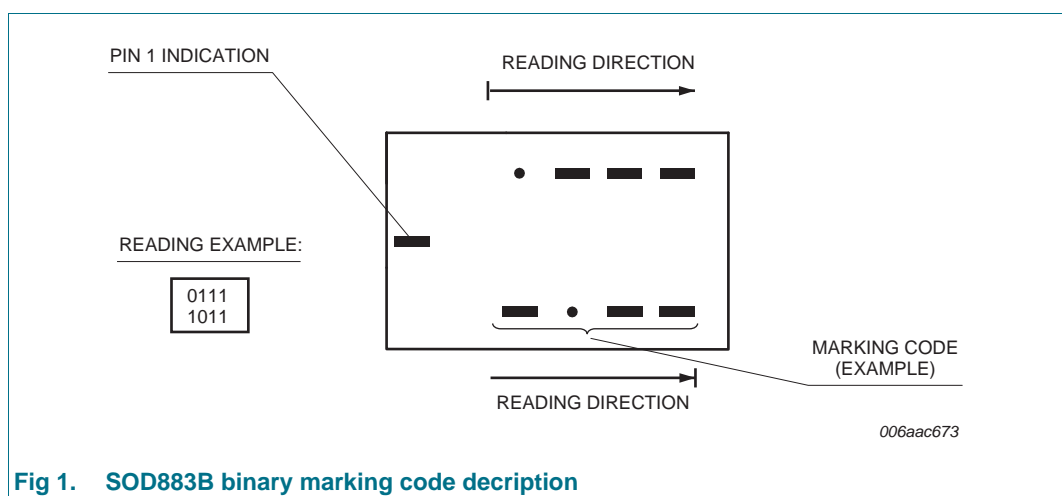 PIN 1 INDICATION
READING DIRECTION
READING EXAMPLE:
0111
1011
MARKING CODE
(EXAMPLE)
READING DIRECTION
006aac673
Fig 1. SOD883B binary marking code decription